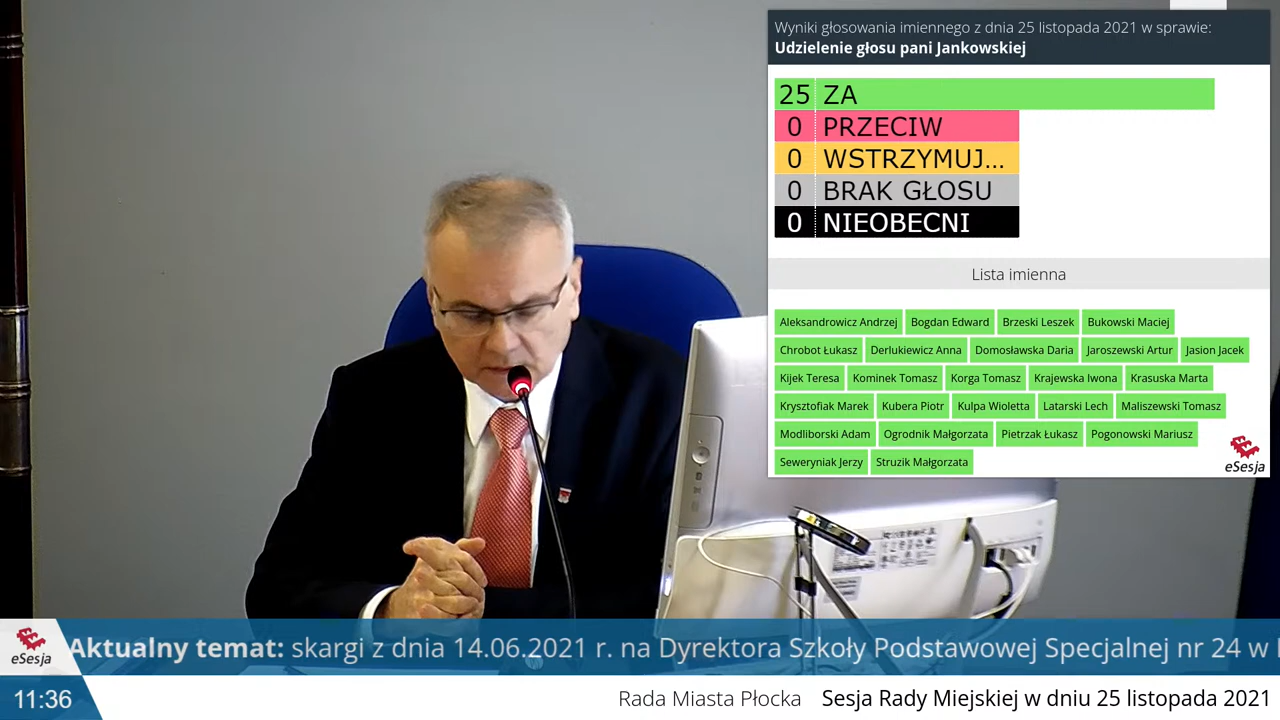 Wyniki głosowania imiennego z dnia 25 listopada 2021 w sprawie:
Udzielenie głosu pani Jankowskiej
25 ZA
0 PRZECIW
0 WSTRZYMUJ...
0 BRAK GŁOSU
0 NIEOBECNI
Lista imienna
Aleksandrowicz Andrzej Bogdan Edward Brzeski Leszek Bukowski Maciej
Chrobot Łukasz Derlukiewicz Anna Domosławska Daria Jaroszewski Artur Jasion Jacek
Kijek Teresa Kominek Tomasz Korga Tomasz Krajewska Iwona Krasuska Marta
Krysztofiak Marek Kubera Piotr Kulpa Wioletta Latarski Lech Maliszewski Tomasz
Modliborski Adam Ogrodnik Małgorzata Pietrzak Łukasz Pogonowski Mariusz
Seweryniak Jerzy Struzik Małgorzata
eSesja
eSesja
Aktualny temat: skargi z dnia 14.06.2021 r. na Dyrektora Szkoły Podstawowej Specjalnej nr 24 w
11:36
Rada Miasta Płocka Sesja Rady Miejskiej w dniu 25 listopada 2021